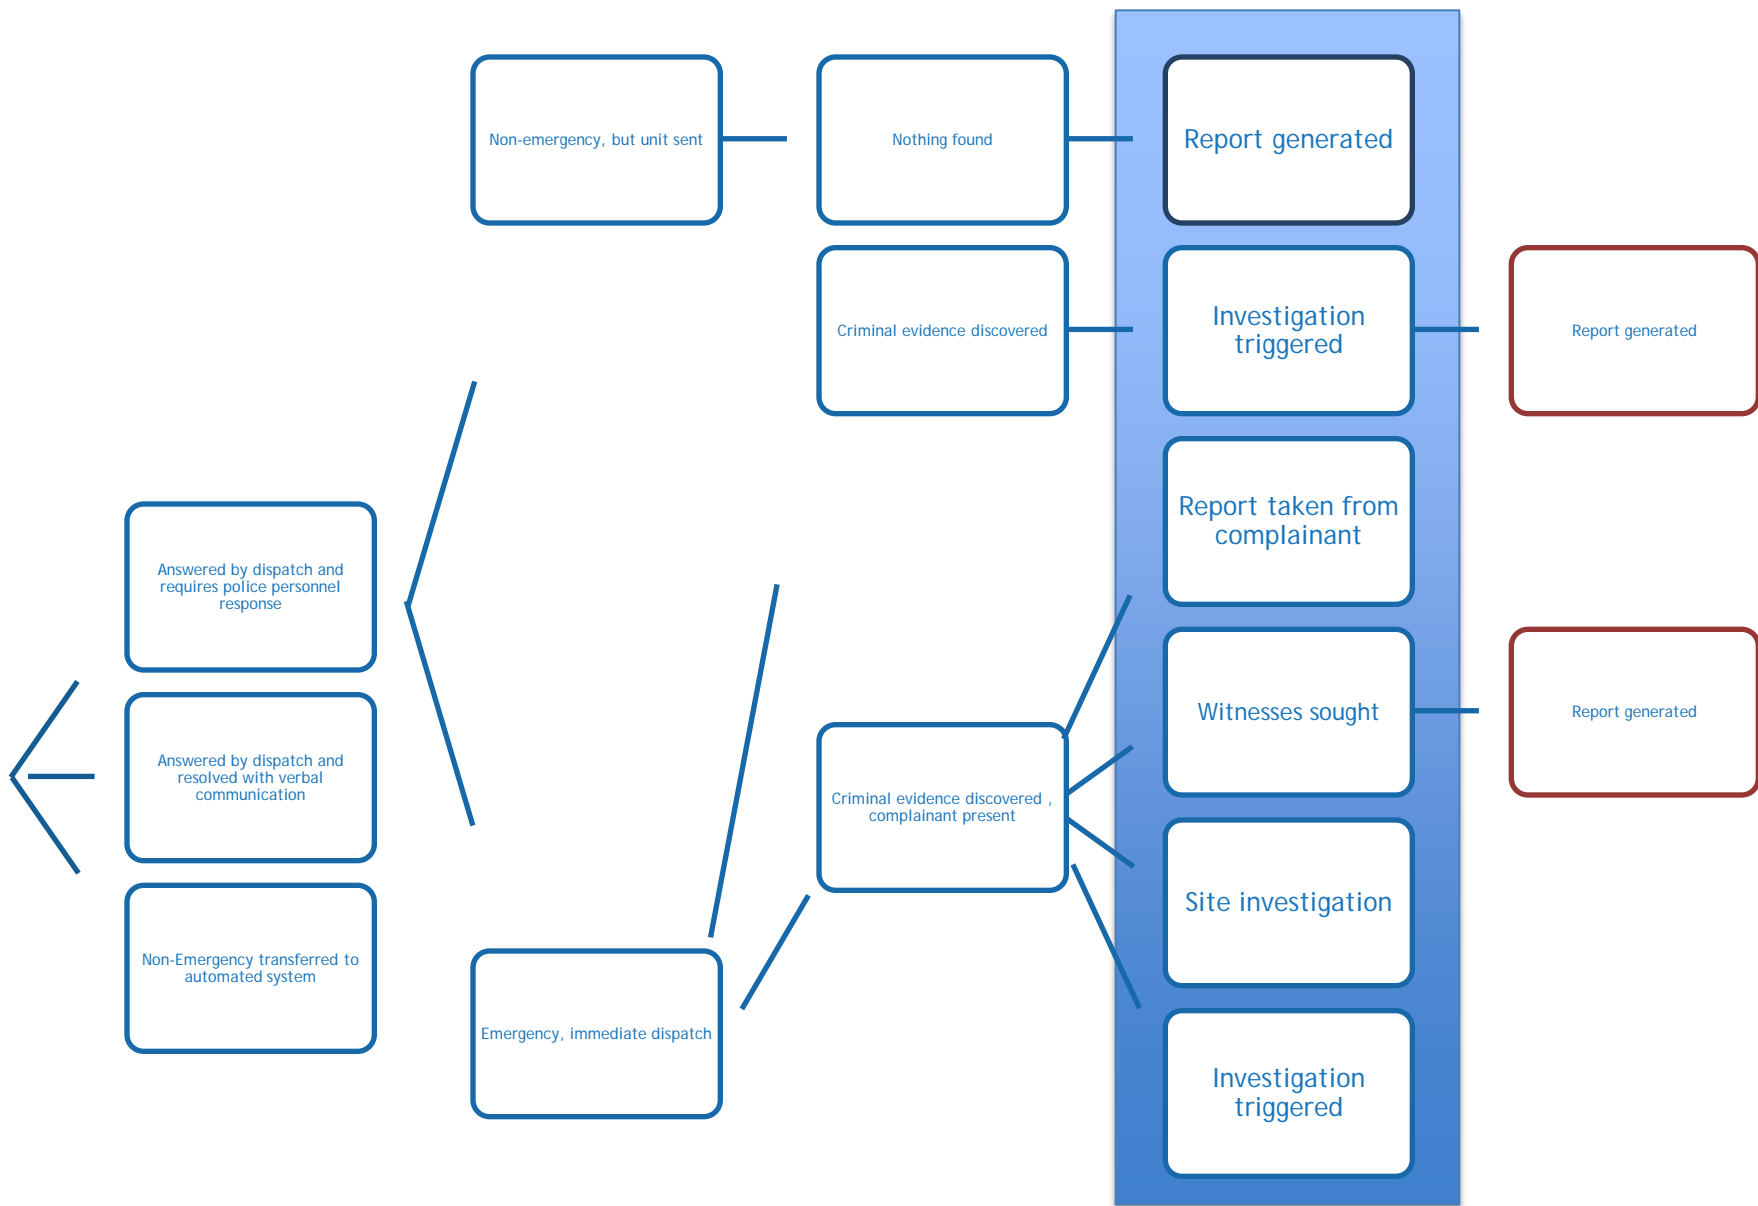 Non-emergency, but unit sent
Nothing found
Report generated
Criminal evidence discovered
Investigation
triggered
Report generated
Answered by dispatch and
requires police personnel
response
Report taken from
complainant
Answered by dispatch and
resolved with verbal
communication
Criminal evidence discovered ,
complainant present
Witnesses sought
Report generated
Non-Emergency transferred to
automated system
Emergency, immediate dispatch
Site investigation
Investigation
triggered